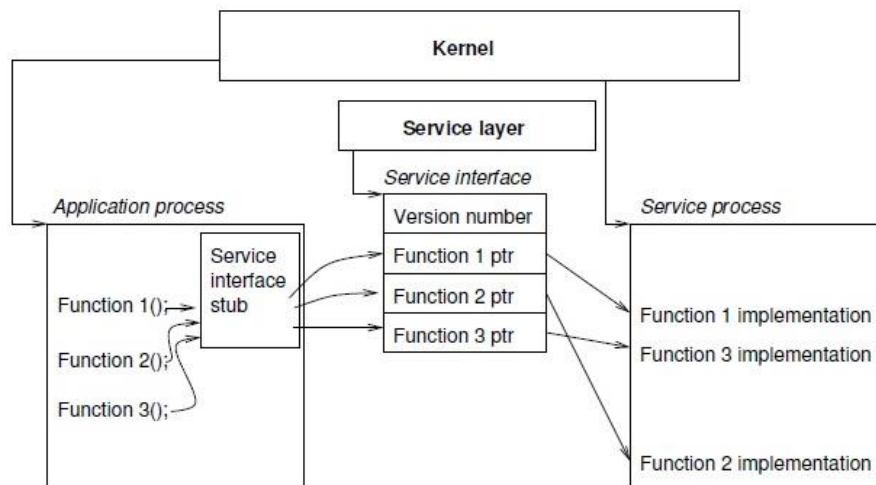 Kernel
Service layer
Service interface
Application process
Service process
Version number
Service
interface
stub
Function 1 ptr
Function 2 ptr
Function 3 ptr
Function 1();
Function 2();
Function 3();
Function 1 implementation
Function 3 implementation
Function 2 implementation